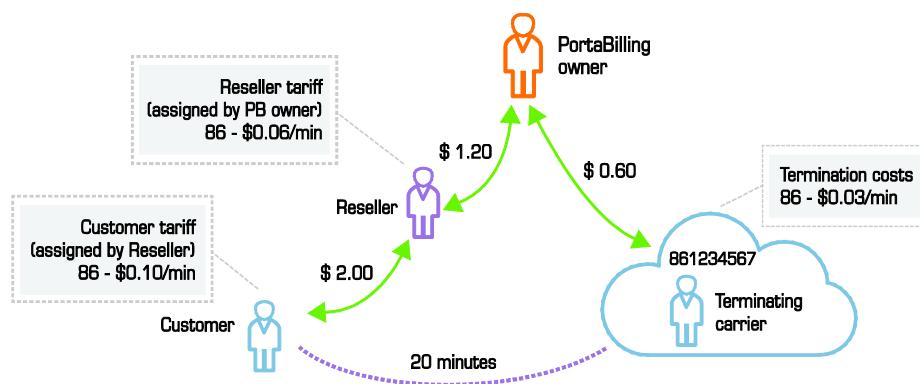 PortaBilling
owner
Reseller tariff
(assigned by PB owner)
86 - $0.06/min
$ 1.20
$ 0.60
Termination costs
86 - $0.03/min
Reseller
Customer tariff
(assigned by Reseller)
86 - $0.10/min
$ 2.00
861234567
Terminating
carrier
Customer
20 minutes